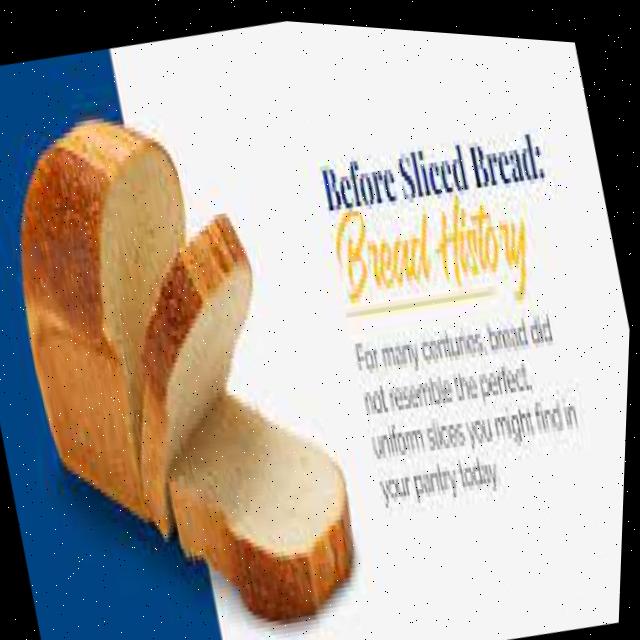 Before Sliced Bread:
Bread History
For many centuries, bread did
not resemble the perfect,
uniform slices you might find in
your pantry today